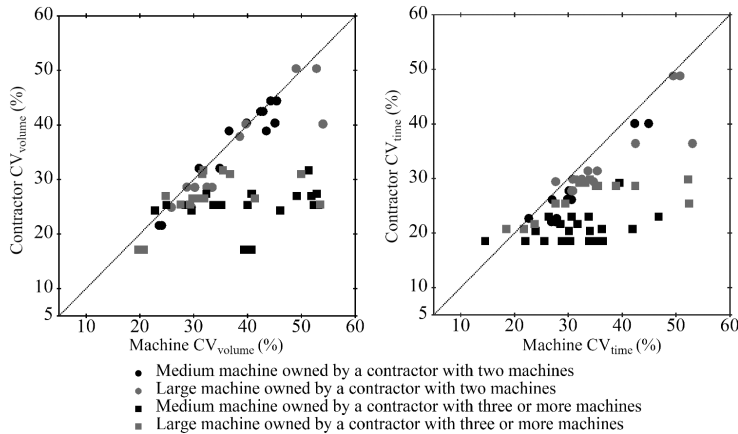 60
50
40
30
20
10
5
10 20 30 40 50 60
Contractor CVvolume (%)
Machine CVvolume (%)
60
50
40
30
20
10
5
10 20 30 40 50 60
Contractor CVtime (%)
Machine CVtime (%)
Medium machine owned by a contractor with two machines
Large machine owned by a contractor with two machines
Medium machine owned by a contractor with three or more machines
Large machine owned by a contractor with three or more machines